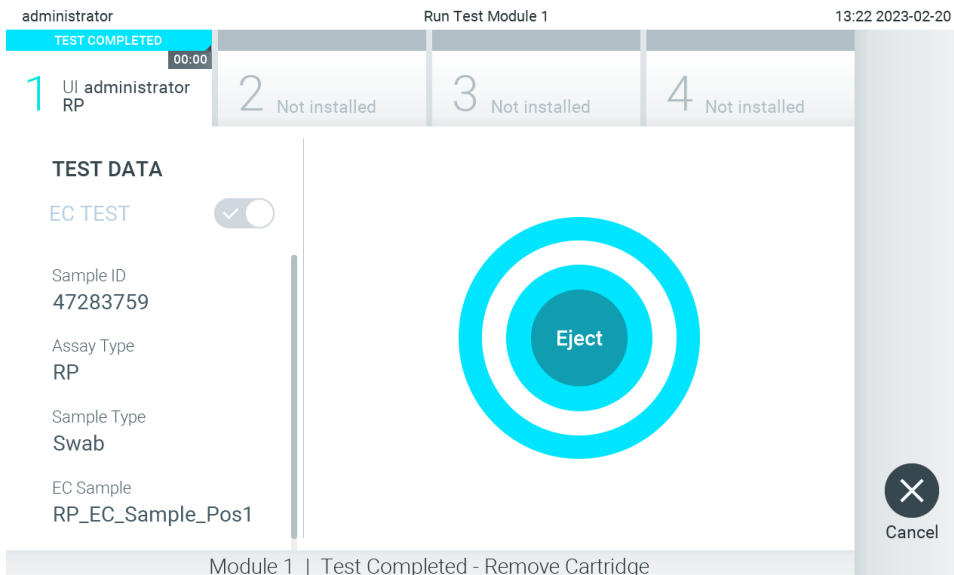 administrator
Run Test Module 1
13:22 2023-02-20
TEST COMPLETED
00:00
1 UI administrator
RP
2 Not installed
3 Not installed
4 Not installed
TEST DATA
EC TEST
Sample ID
47283759
Assay Type
RP
Sample Type
Swab
EC Sample
RP_EC_Sample_Pos1
Eject
Cancel
Module 1 | Test Completed - Remove Cartridge